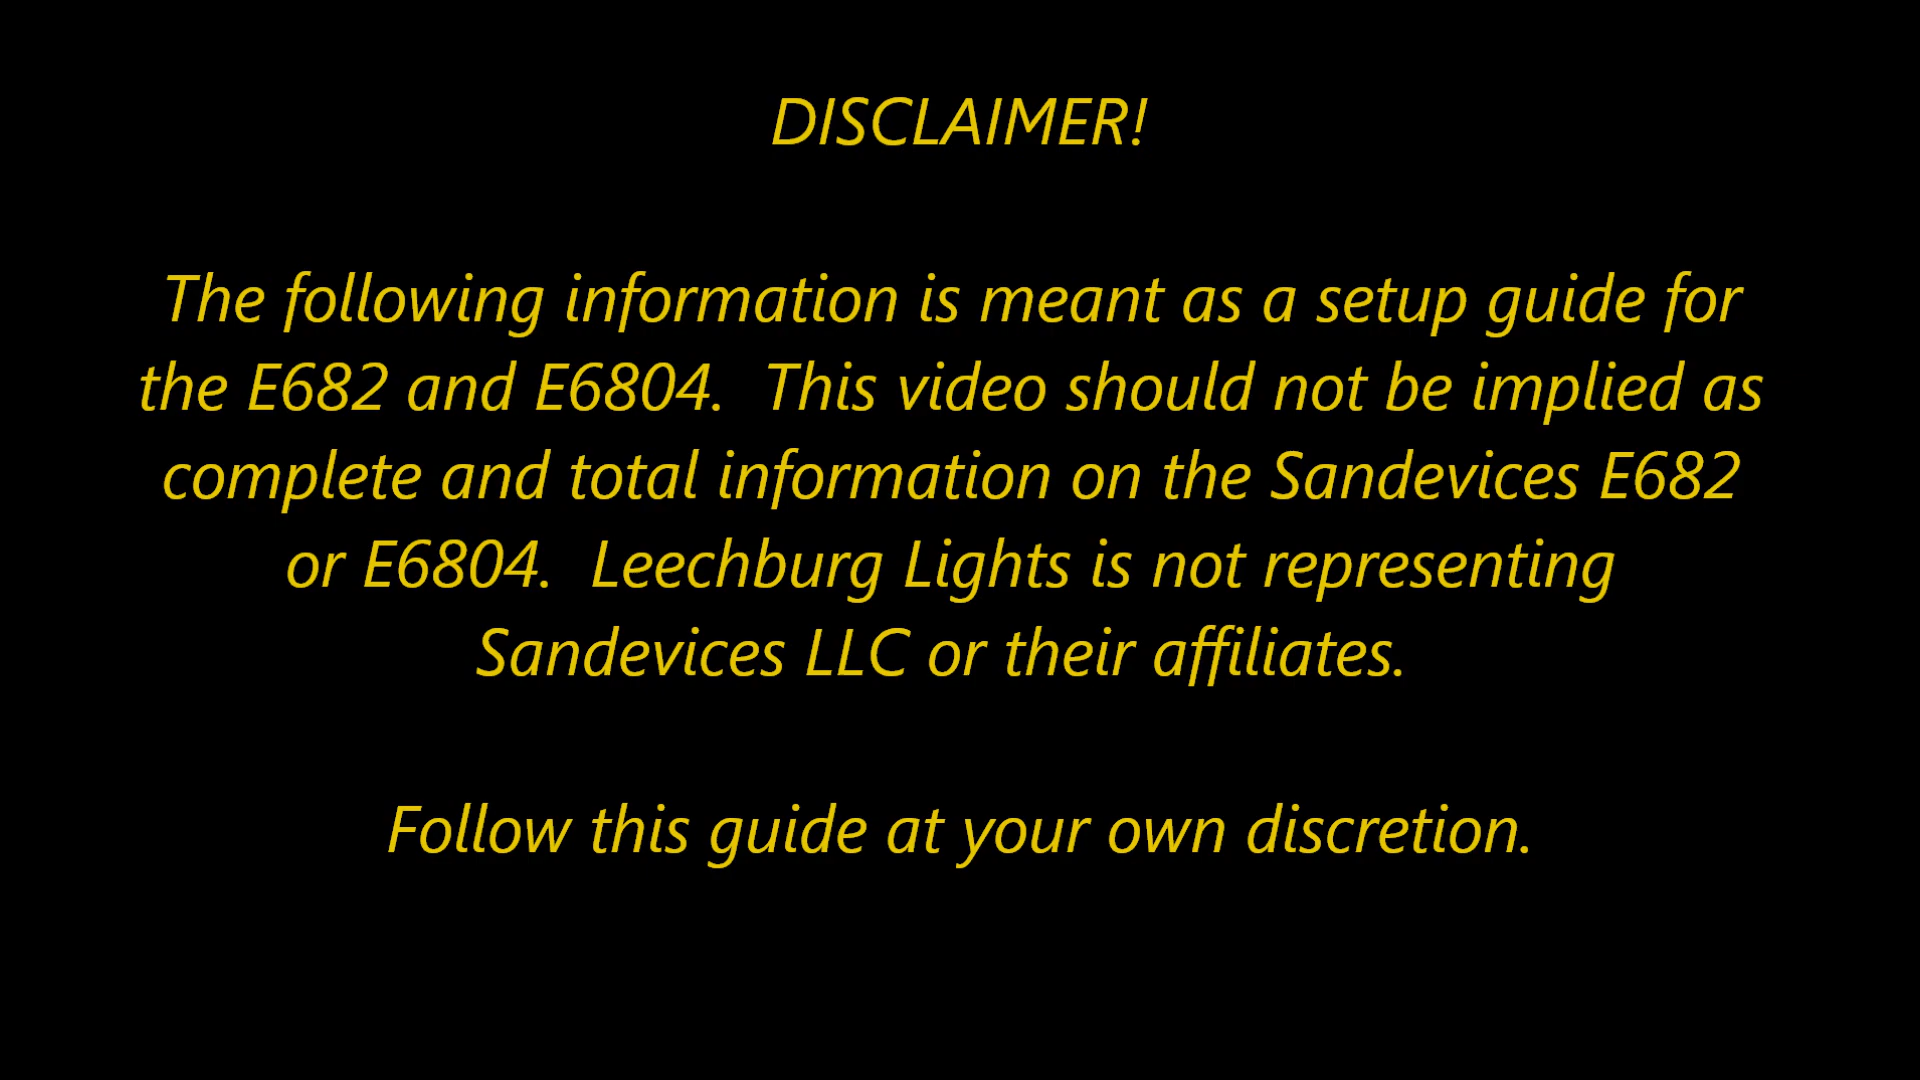 DISCLAIMER!
The following information is meant as a setup guide for
the E682 and E6804.  This video should not be implied as
complete and total information on the Sandevices E682
or E6804.  Leechburg Lights is not representing
Sandevices LLC or their affiliates.
Follow this guide at your own discretion.